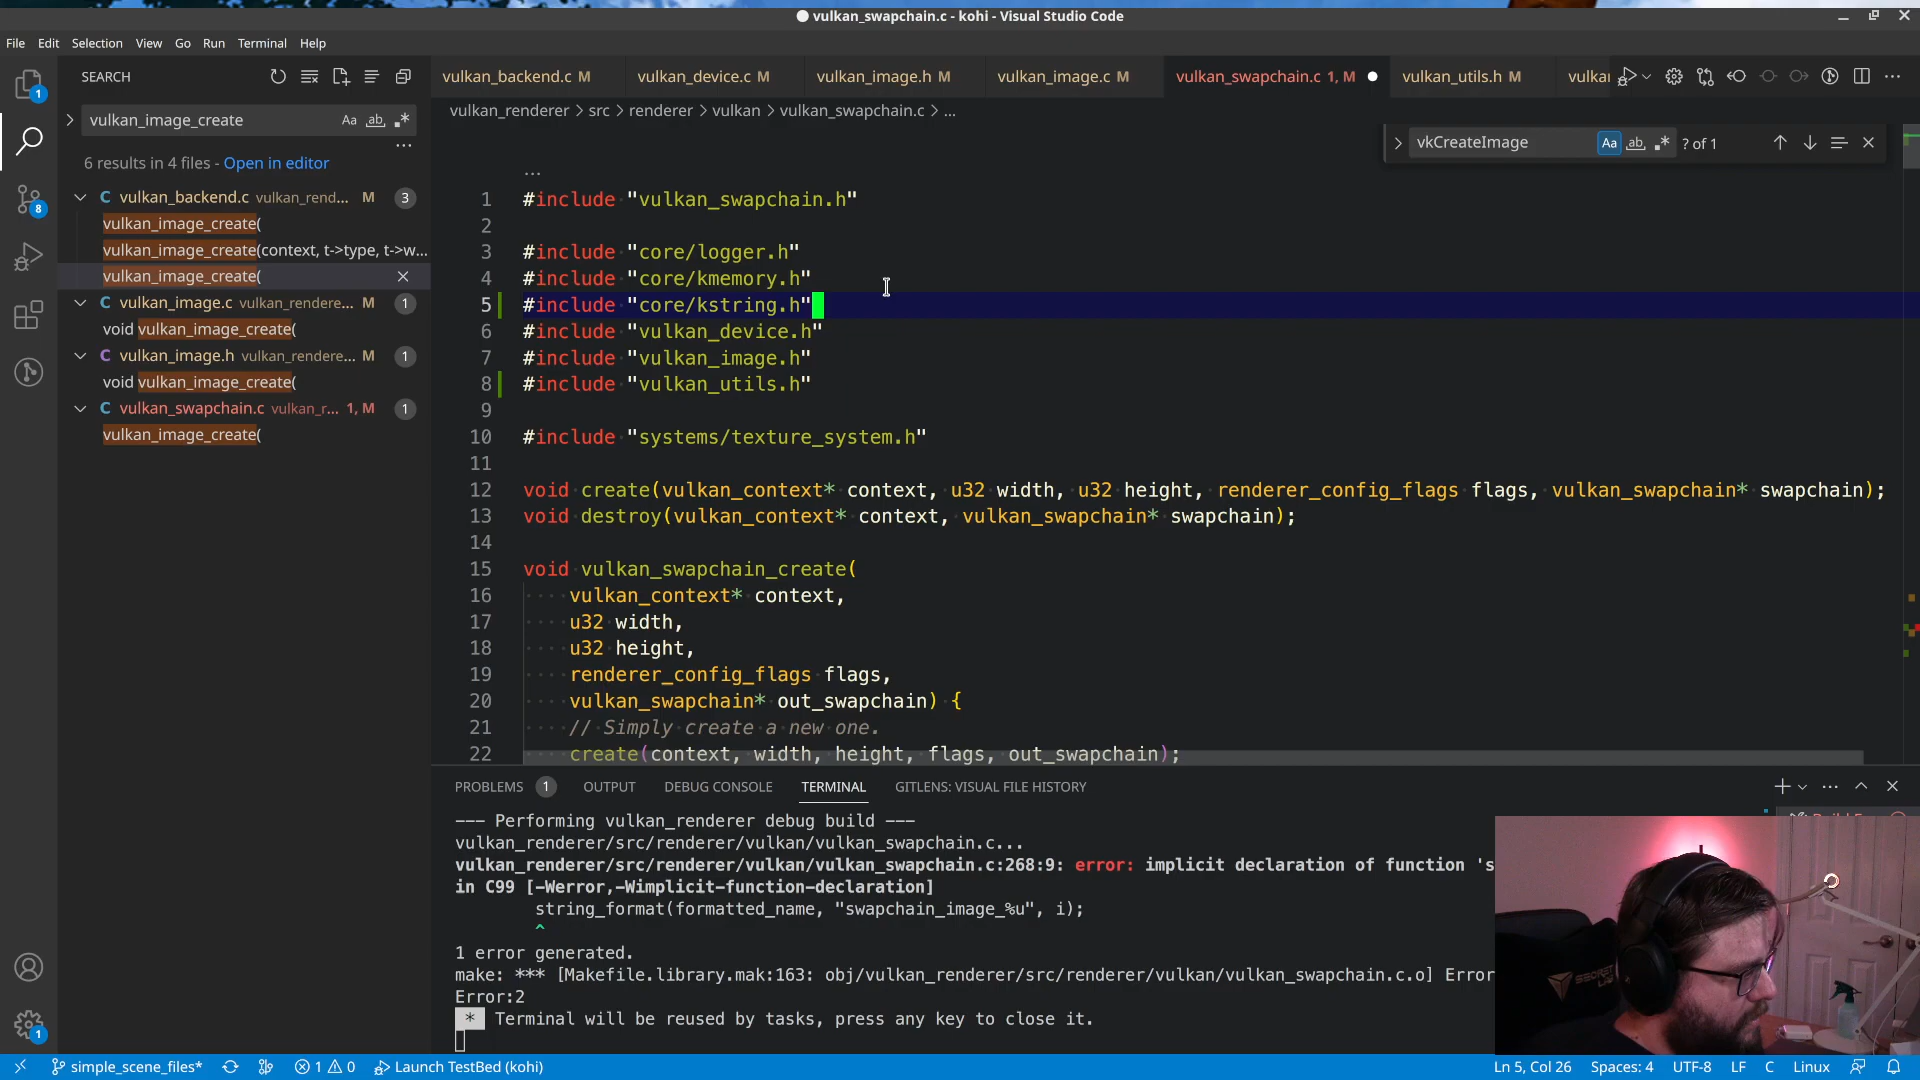 vulkan_swapchain.c - kohi - Visual Studio Code
File Edit Selection View Go Run Terminal Help
SEARCH
vulkan_image_create
Aa ab
6 results in 4 files - Open in editor
vulkan_backend.c vulkan_rend... M 3
vulkan_image_create(
vulkan_image_create(context, t->type, t->w...
vulkan_image_create(
vulkan_image.c vulkan_rendere... M 1
void vulkan_image_create(
vulkan_image.h vulkan_rendere... M 1
void vulkan_image_create(
vulkan_swapchain.c vulkan_r... 1, M 1
vulkan_image_create(
vulkan_backend.c M vulkan_device.c M vulkan_image.h M vulkan_image.c M vulkan_swapchain.c 1, M vulkan_utils.h M vulkar
vulkan_renderer > src > renderer > vulkan > vulkan_swapchain.c > ...
vkCreateImage Aa ab ? of 1
...
1 #include "vulkan_swapchain.h"
2
3 #include "core/logger.h"
4 #include "core/kmemory.h"
5 #include "core/kstring.h"
6 #include "vulkan_device.h"
7 #include "vulkan_image.h"
8 #include "vulkan_utils.h"
9
10 #include "systems/texture_system.h"
11
12 void create(vulkan_context* context, u32 width, u32 height, renderer_config_flags flags, vulkan_swapchain* swapchain);
13 void destroy(vulkan_context* context, vulkan_swapchain* swapchain);
14
15 void vulkan_swapchain_create(
16 vulkan_context* context,
17 u32 width,
18 u32 height,
19 renderer_config_flags flags,
20 vulkan_swapchain* out_swapchain) {
21 // Simply create a new one.
22 create(context, width, height, flags, out_swapchain);
PROBLEMS 1 OUTPUT DEBUG CONSOLE TERMINAL GITLENS: VISUAL FILE HISTORY
--- Performing vulkan_renderer debug build ---
vulkan_renderer/src/renderer/vulkan/vulkan_swapchain.c...
vulkan_renderer/src/renderer/vulkan/vulkan_swapchain.c:268:9: error: implicit declaration of function 's
in C99 [-Werror,-Wimplicit-function-declaration]
string_format(formatted_name, "swapchain_image_%u", i);
^
1 error generated.
make: *** [Makefile.library.mak:163: obj/vulkan_renderer/src/renderer/vulkan/vulkan_swapchain.c.o] Error
Error:2
* Terminal will be reused by tasks, press any key to close it.
1
8
1
simple_scene_files* 1 0 Launch TestBed (kohi) Ln 5, Col 26 Spaces: 4 UTF-8 LF C Linux